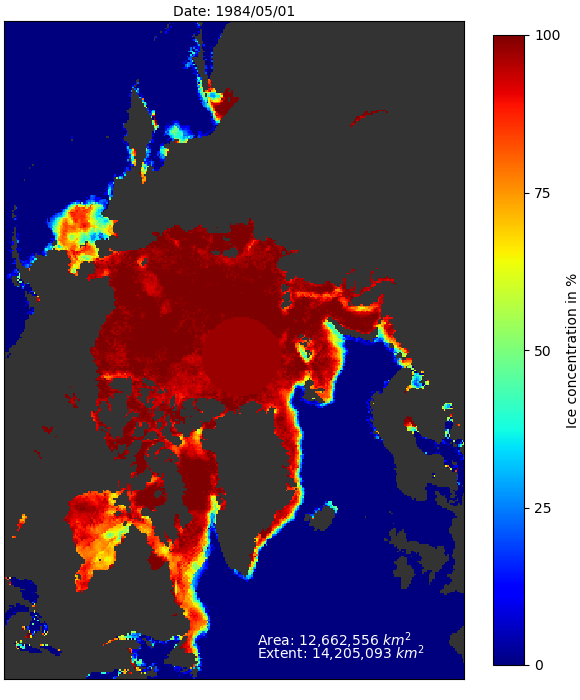 Date: 1984/05/01
100
75
50
25
0
Ice concentration in %
Area: 12,662,556 km²
Extent: 14,205,093 km²